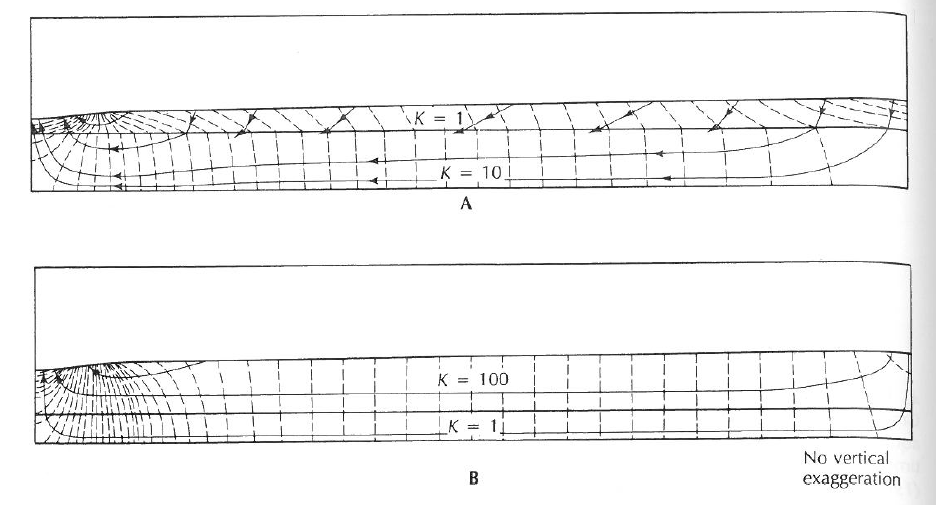 K = 1
K = 10
A
K = 100
K = 1
B
No vertical
exaggeration